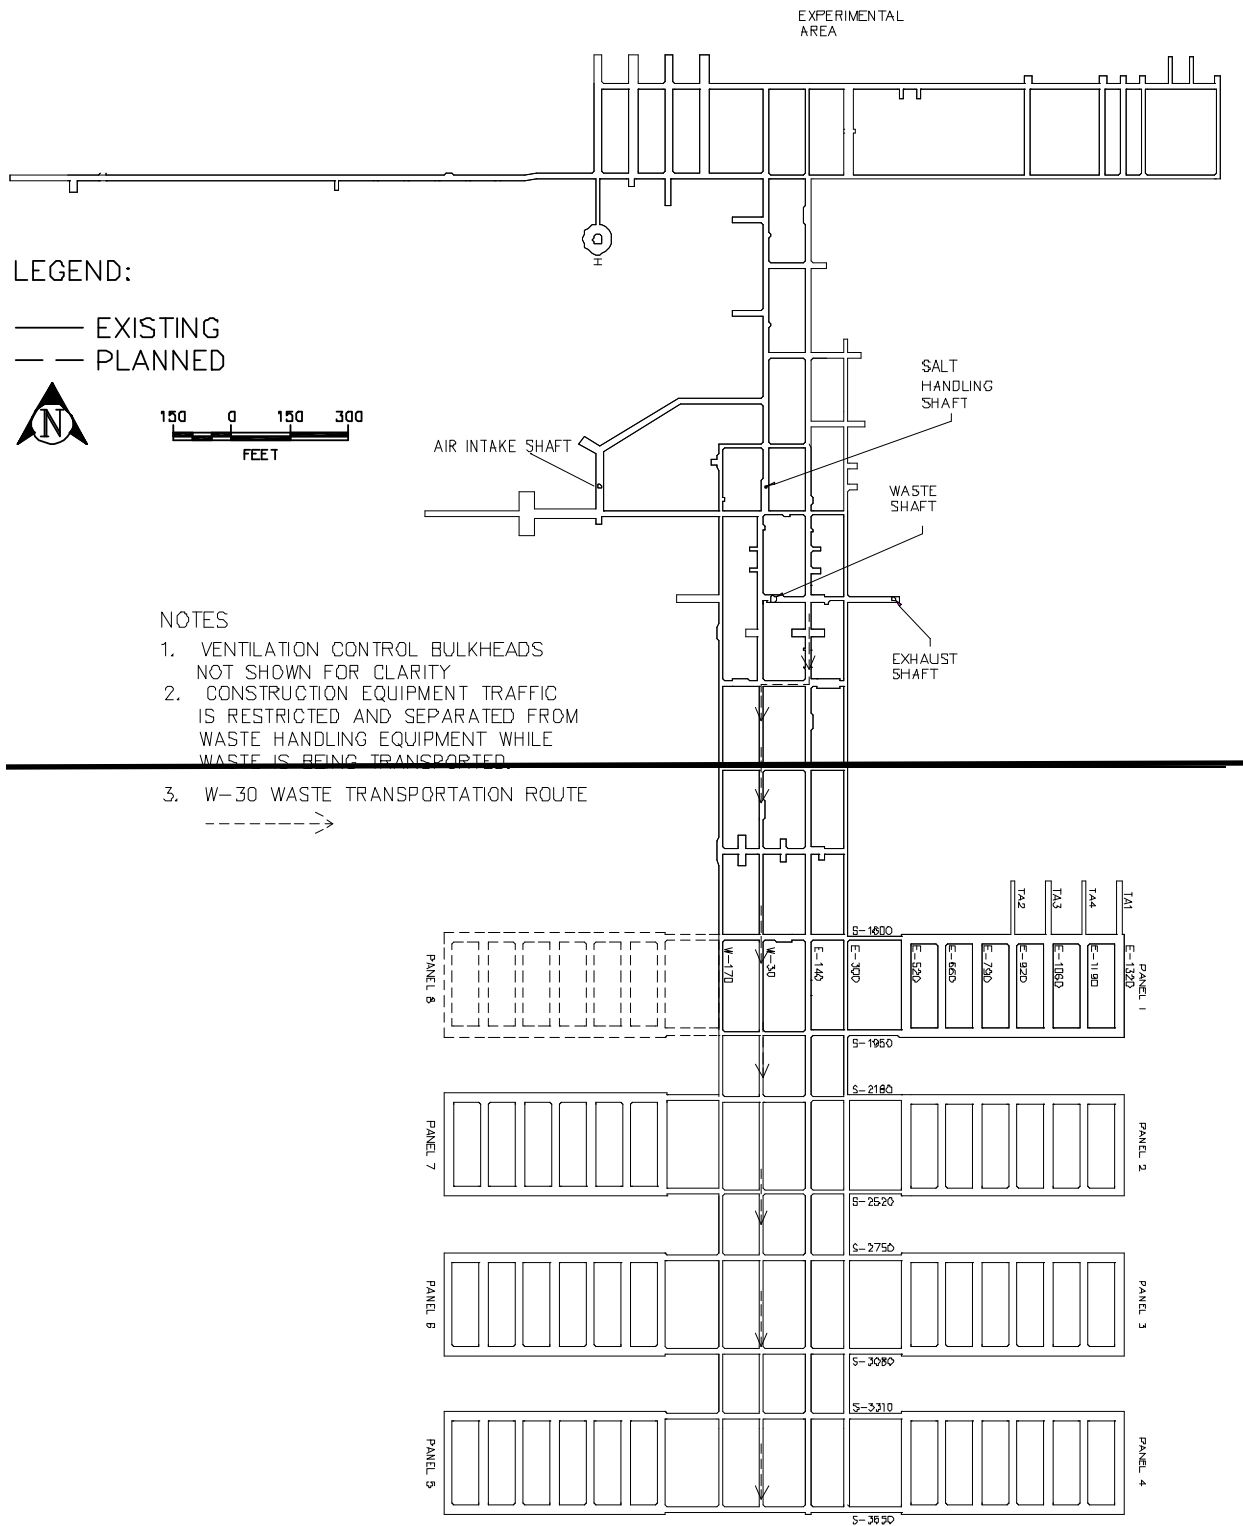 EXPERIMENTAL
AREA
LEGEND:
EXISTING
PLANNED
N
150 0 150 300
FEET
SALT
HANDLING
SHAFT
AIR INTAKE SHAFT
WASTE
SHAFT
EXHAUST
SHAFT
NOTES
1. VENTILATION CONTROL BULKHEADS
NOT SHOWN FOR CLARITY
2. CONSTRUCTION EQUIPMENT TRAFFIC
IS RESTRICTED AND SEPARATED FROM
WASTE HANDLING EQUIPMENT WHILE
WASTE IS BEING TRANSPORTED.
3. W-30 WASTE TRANSPORTATION ROUTE
TA2
TA3
TA4
TA1
S-1600
W-170
W-30
E-140
E-300
E-520
E-660
E-790
E-920
E-1060
E-1190
E-1320
PANEL 8
PANEL 1
S-1950
S-2180
PANEL 7
PANEL 2
S-2520
S-2750
PANEL 6
PANEL 3
S-3080
S-3310
PANEL 5
PANEL 4
S-3650